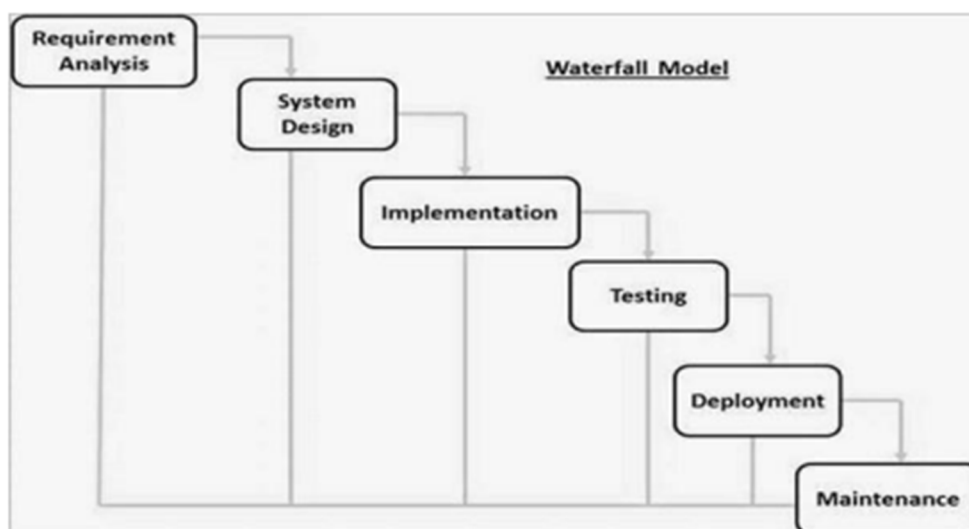 Requirement
Analysis
Waterfall Model
System
Design
Implementation
Testing
Deployment
Maintenance